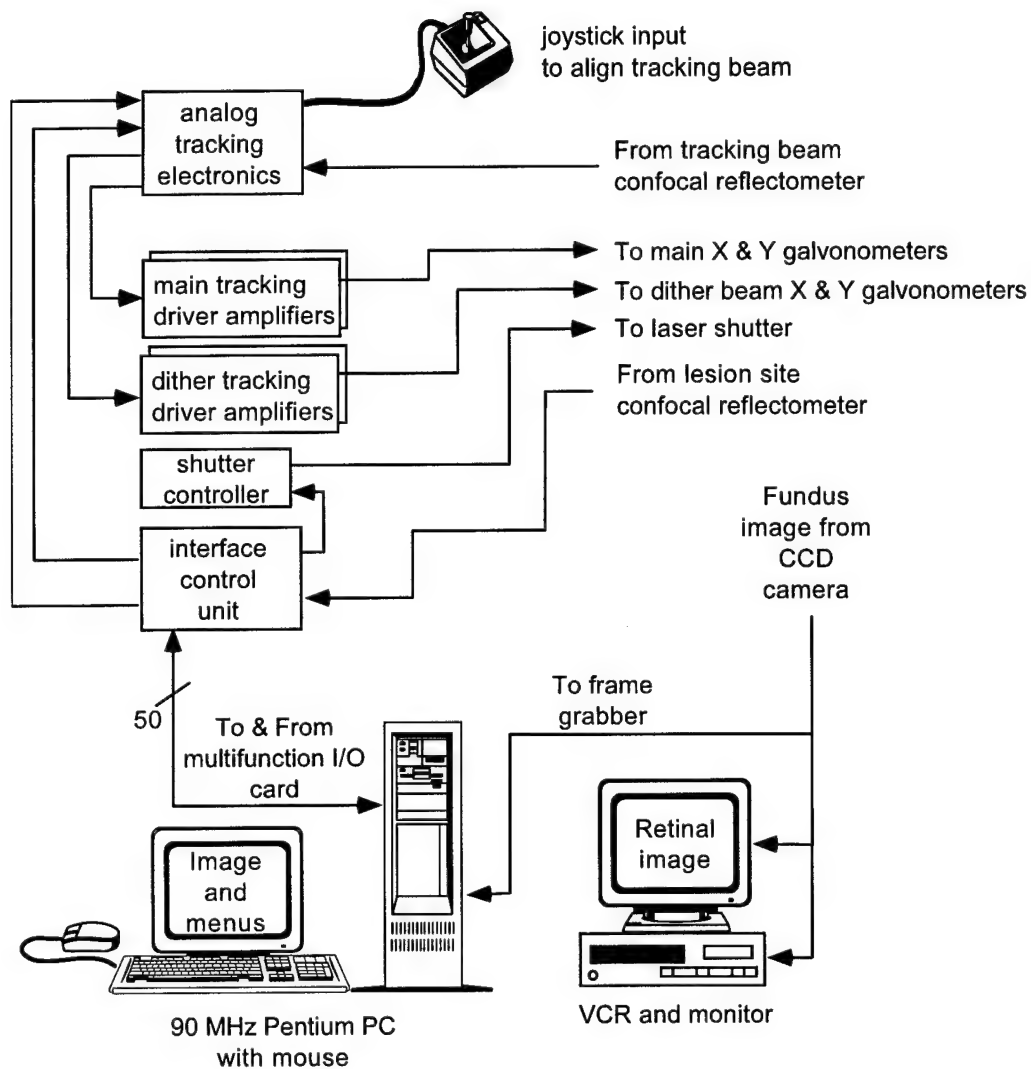 joystick input
to align tracking beam
analog
tracking
electronics
From tracking beam
confocal reflectometer
main tracking
driver amplifiers
To main X & Y galvonometers
To dither beam X & Y galvonometers
To laser shutter
dither tracking
driver amplifiers
From lesion site
confocal reflectometer
shutter
controller
interface
control
unit
Fundus
image from
CCD
camera
50
To & From
multifunction I/O
card
To frame
grabber
Retinal
image
Image
and
menus
VCR and monitor
90 MHz Pentium PC
with mouse